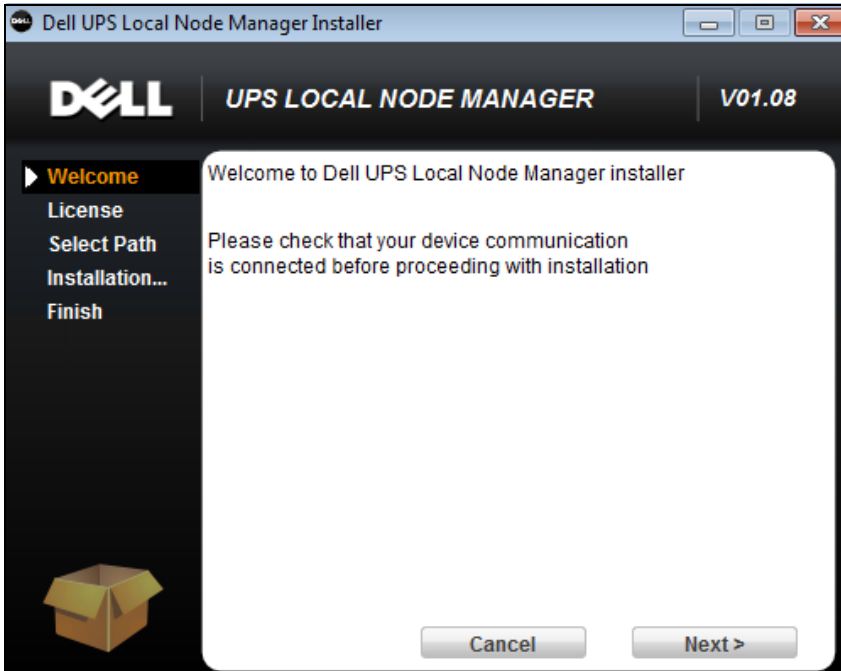 Dell UPS Local Node Manager Installer
DELL
UPS LOCAL NODE MANAGER
V01.08
Welcome
License
Select Path
Installation...
Finish
Welcome to Dell UPS Local Node Manager installer
Please check that your device communication
is connected before proceeding with installation
Cancel
Next >